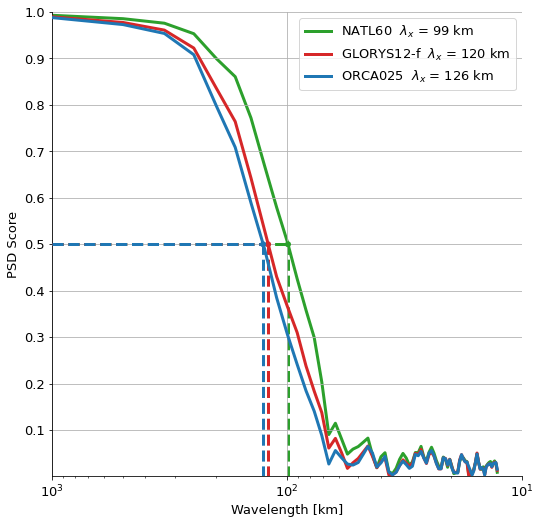 1.0
0.9
0.8
0.7
0.6
0.5
0.4
0.3
0.2
0.1
PSD Score
NATL60 λx = 99 km
GLORYS12-f λx = 120 km
ORCA025 λx = 126 km
10³ 10² 10¹
Wavelength [km]